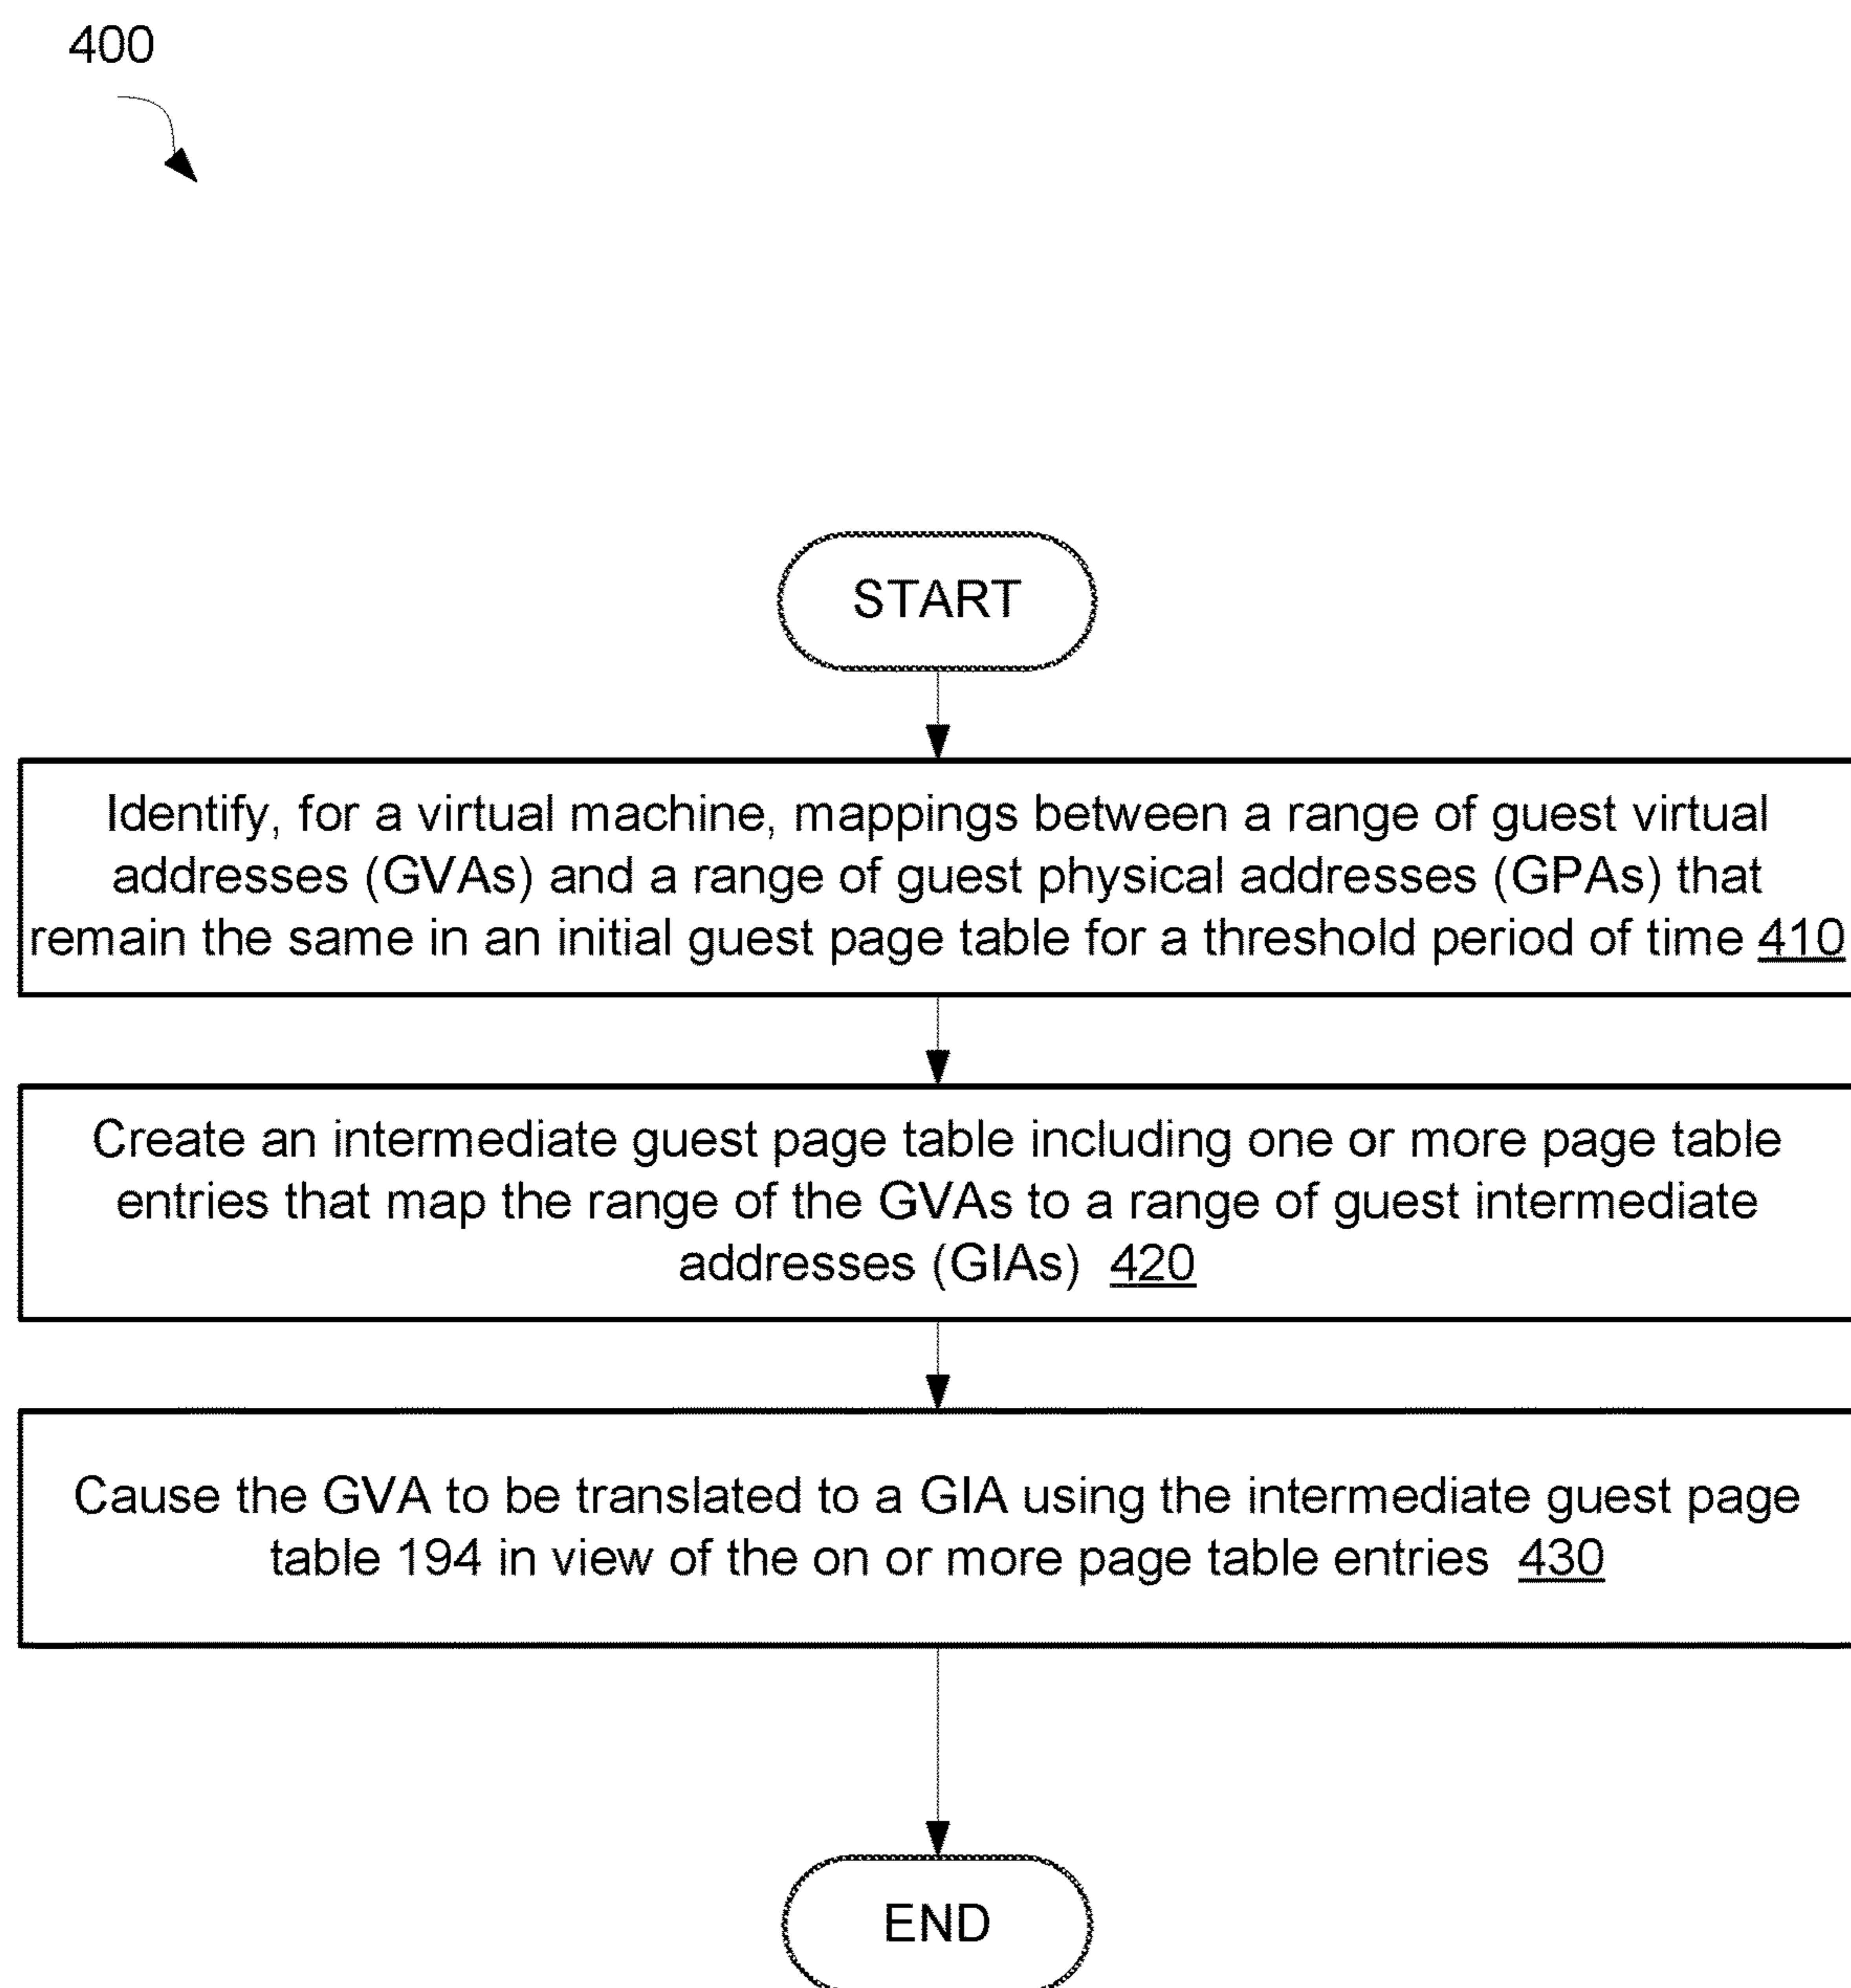 400
START
Identify, for a virtual machine, mappings between a range of guest virtual
addresses (GVAs) and a range of guest physical addresses (GPAs) that
remain the same in an initial guest page table for a threshold period of time 410
Create an intermediate guest page table including one or more page table
entries that map the range of the GVAs to a range of guest intermediate
addresses (GIAs) 420
Cause the GVA to be translated to a GIA using the intermediate guest page
table 194 in view of the on or more page table entries 430
END